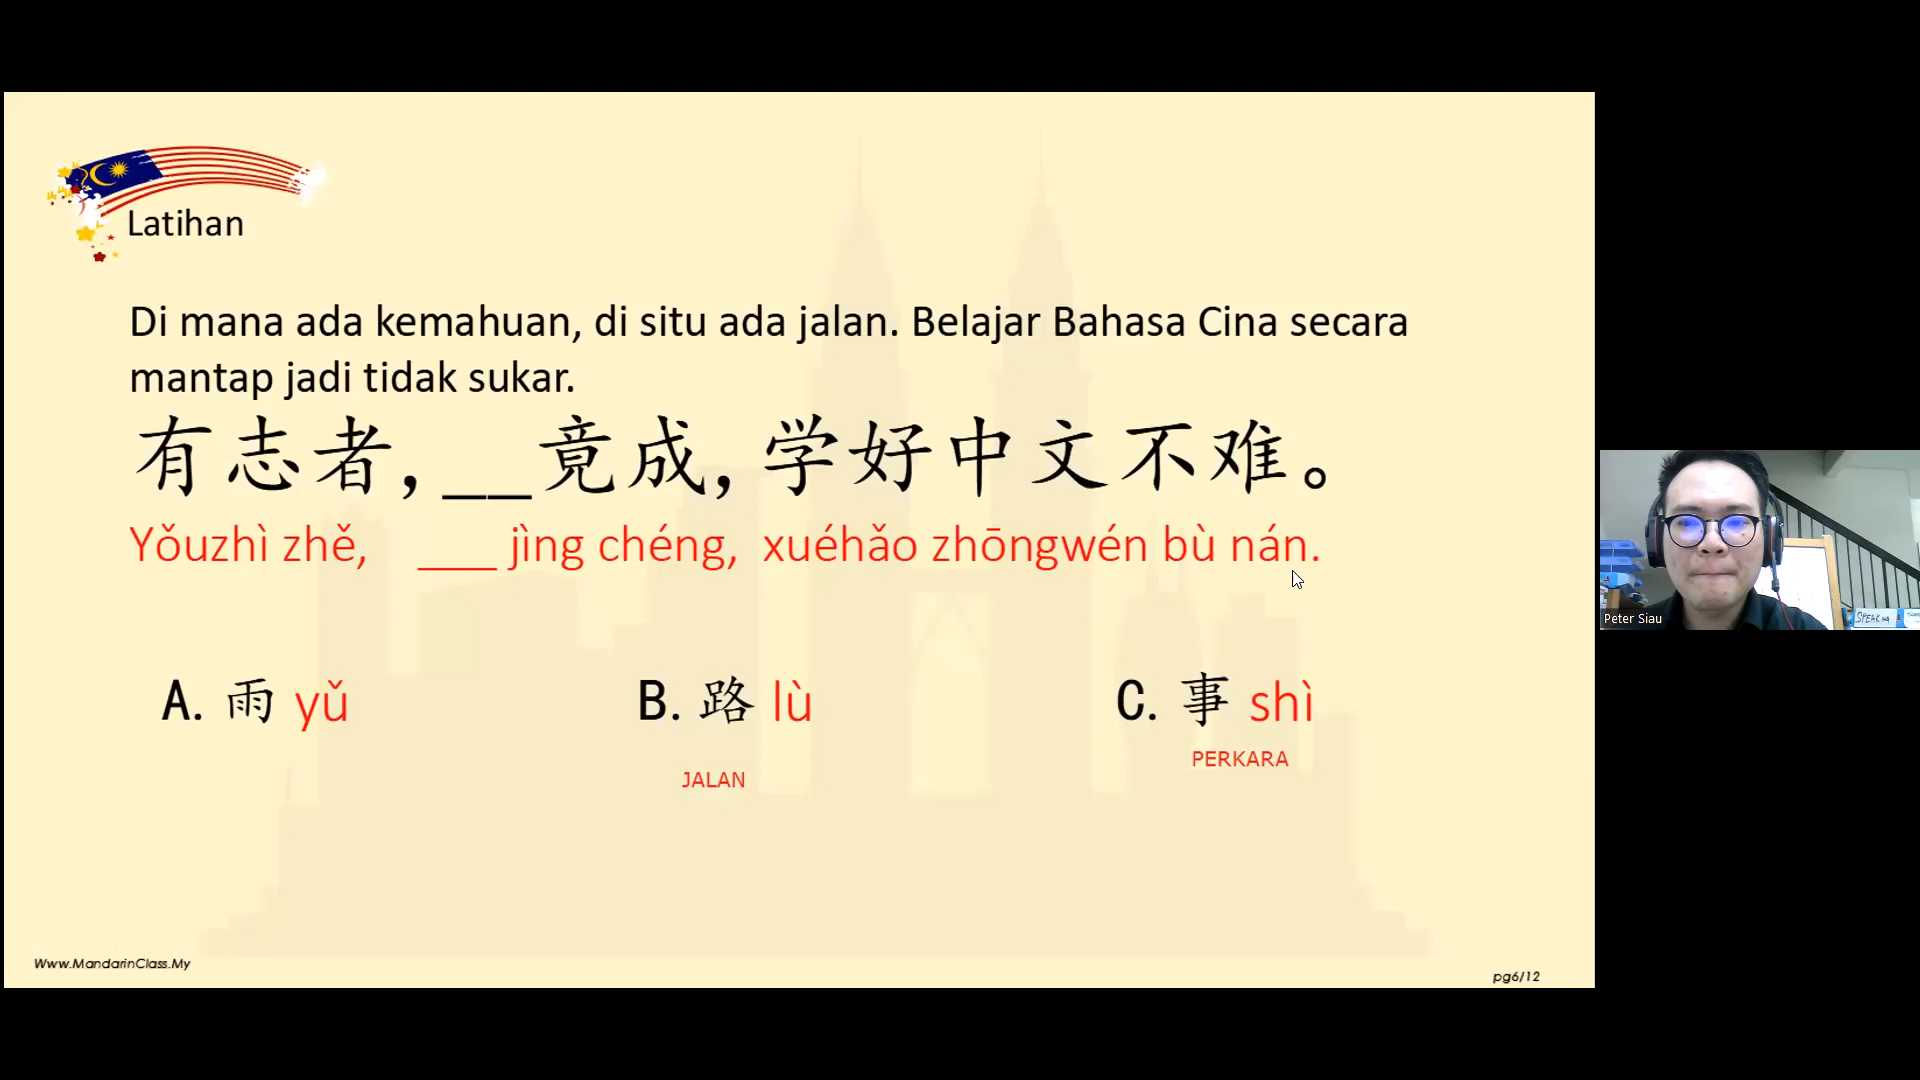 Latihan
Di mana ada kemahuan, di situ ada jalan. Belajar Bahasa Cina secara
mantap jadi tidak sukar.
有志者, __竟成, 学好中文不难。
Yǒuzhì zhě, ___ jìng chéng, xuéhǎo zhōngwén bù nán.
A. 雨 yǔ B. 路 lù C. 事 shì
JALAN PERKARA
Www.MandarinClass.My
pg6/12
Peter Siau
SPEAKING